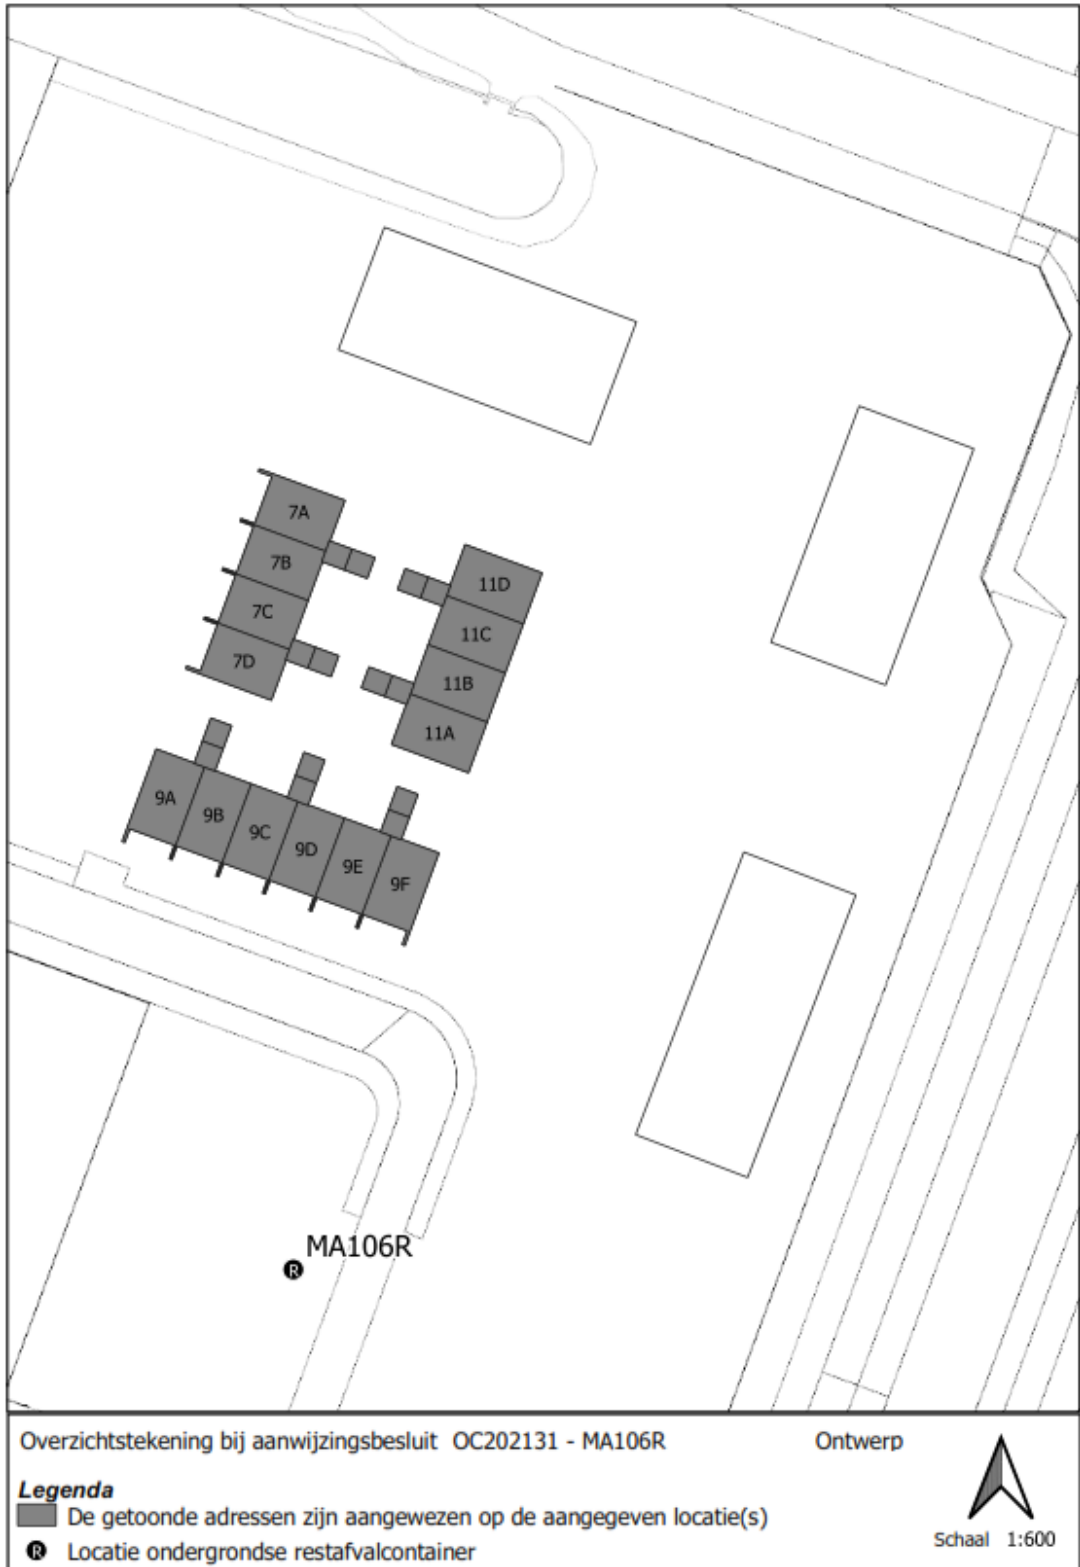 7A
7B
7C
7D
11D
11C
11B
11A
9A
9B
9C
9D
9E
9F
MA106R
R
Overzichtstekening bij aanwijzingsbesluit OC202131 - MA106R
Ontwerp
Legenda
De getoonde adressen zijn aangewezen op de aangegeven locatie(s)
R Locatie ondergrondse restafvalcontainer
Schaal 1:600